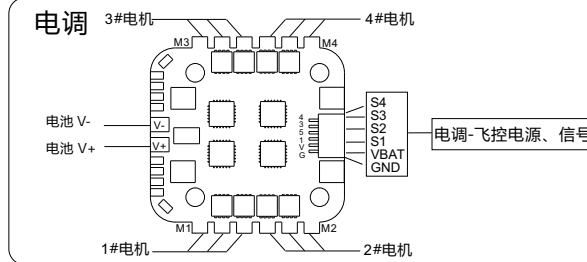 电调
3#电机
4#电机
M3
M4
电池 V-
V-
电池 V+
V+
4
3
5
1
V
G
S4
S3
S2
S1
VBAT
GND
电调-飞控电源、信号
M1
M2
1#电机
2#电机